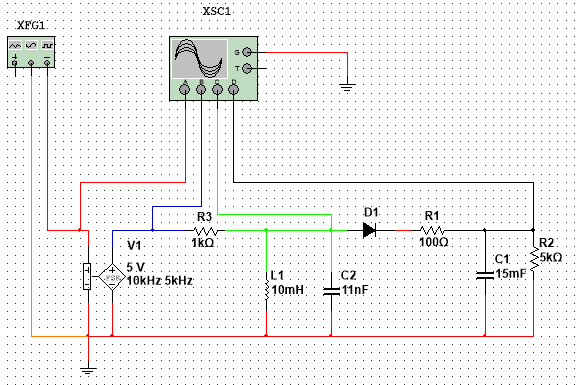 XFG1
XSC1
G
T
A B C D
+ -
D1
R3
1kΩ
R1
100Ω
V1
5 V
10kHz 5kHz
FSK
L1
10mH
C2
11nF
C1
15mF
R2
5kΩ